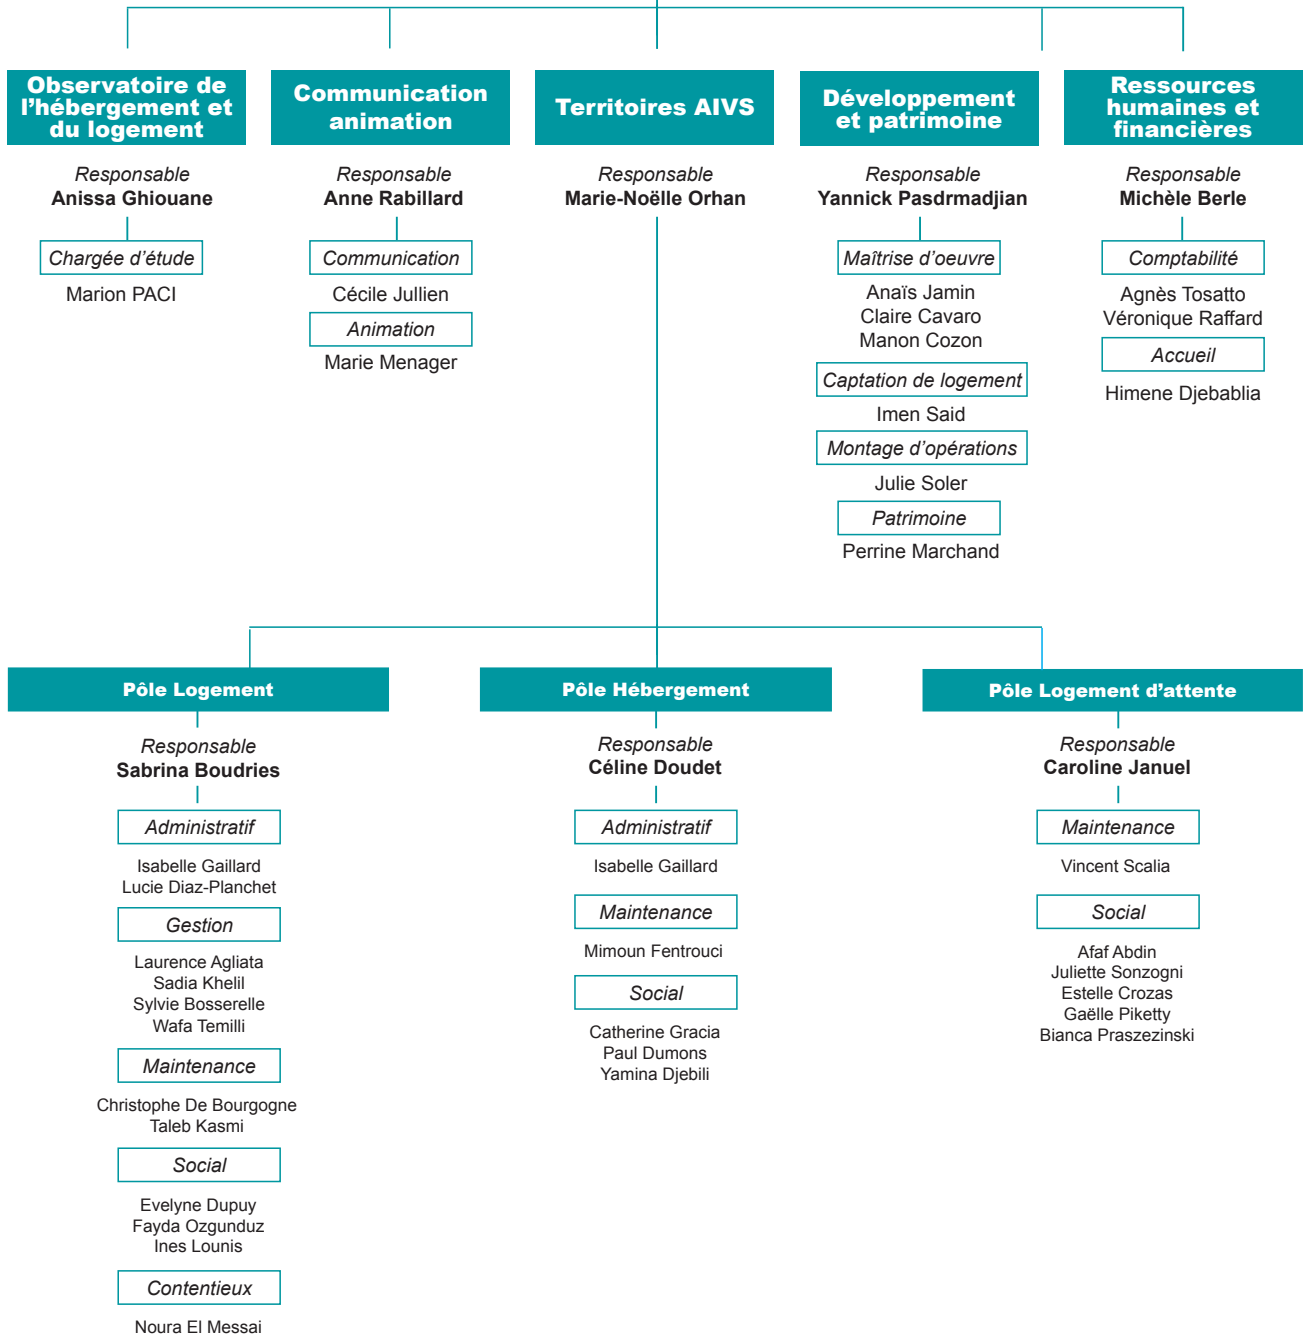 Observatoire de
l'hébergement et
du logement
Responsable
Anissa Ghiouane
Chargée d'étude
Marion PACI
Communication
animation
Responsable
Anne Rabillard
Communication
Cécile Jullien
Animation
Marie Menager
Territoires AIVS
Responsable
Marie-Noëlle Orhan
Développement
et patrimoine
Responsable
Yannick Pasdrmadjian
Maîtrise d'oeuvre
Anaïs Jamin
Claire Cavaro
Manon Cozon
Captation de logement
Imen Said
Montage d'opérations
Julie Soler
Patrimoine
Perrine Marchand
Ressources
humaines et
financières
Responsable
Michèle Berle
Comptabilité
Agnès Tosatto
Véronique Raffard
Accueil
Himene Djebablia
Pôle Logement
Responsable
Sabrina Boudries
Administratif
Isabelle Gaillard
Lucie Diaz-Planchet
Gestion
Laurence Agliata
Sadia Khelil
Sylvie Bosserelle
Wafa Temilli
Maintenance
Christophe De Bourgogne
Taleb Kasmi
Social
Evelyne Dupuy
Fayda Ozgunduz
Ines Lounis
Contentieux
Noura El Messai
Pôle Hébergement
Responsable
Céline Doudet
Administratif
Isabelle Gaillard
Maintenance
Mimoun Fentrouci
Social
Catherine Gracia
Paul Dumons
Yamina Djebili
Pôle Logement d'attente
Responsable
Caroline Januel
Maintenance
Vincent Scalia
Social
Afaf Abdin
Juliette Sonzogni
Estelle Crozas
Gaëlle Piketty
Bianca Praszezinski